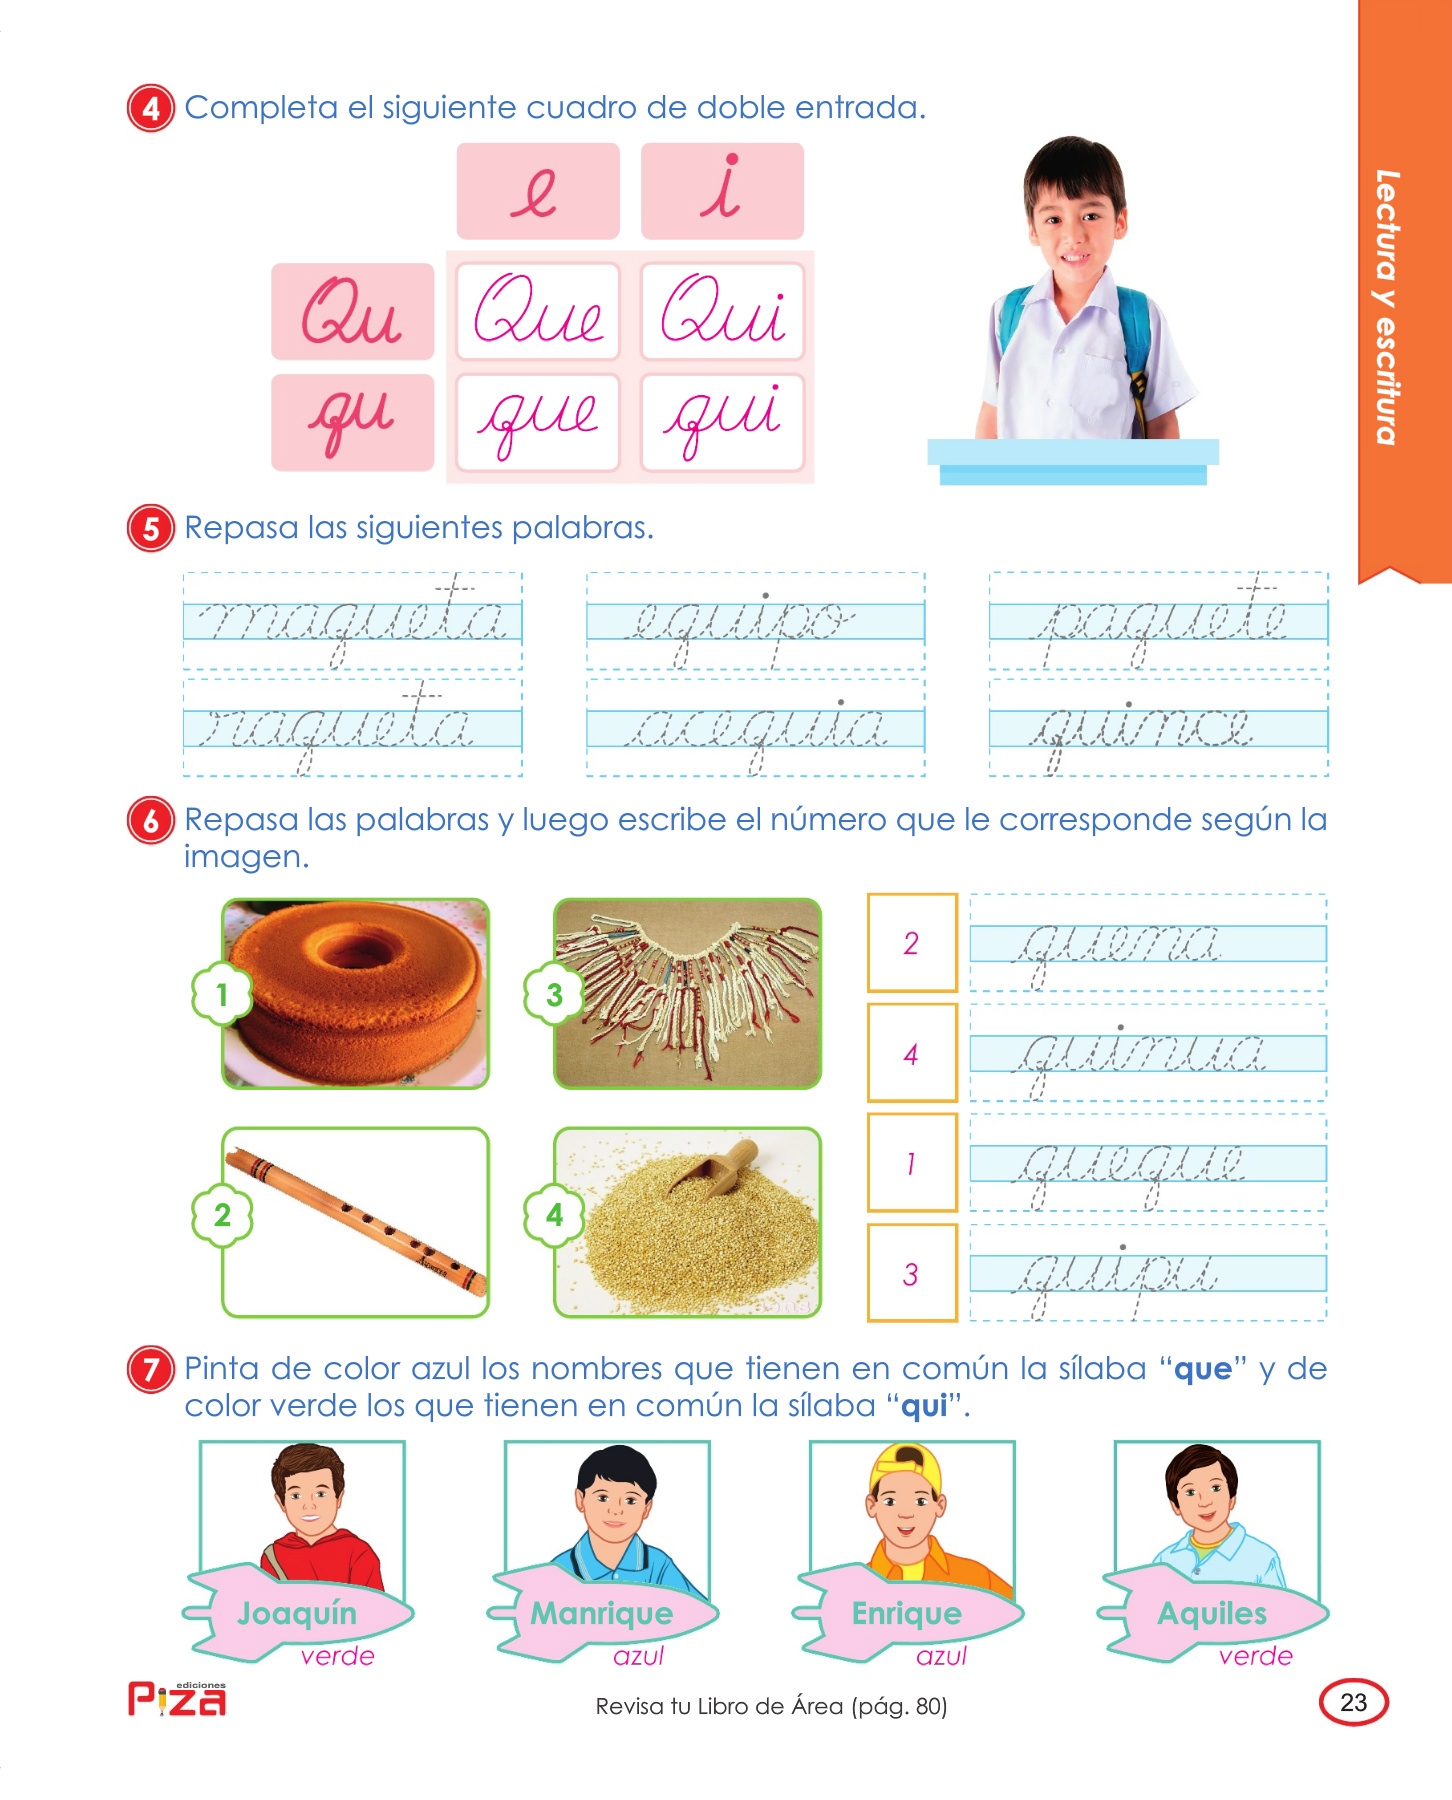 4 Completa el siguiente cuadro de doble entrada.
e i
Qu Que Qui
qu que qui
5 Repasa las siguientes palabras.
maqueta equipo paquete
raqueta acequia quince
6 Repasa las palabras y luego escribe el número que le corresponde según la
imagen.
1
3
2
4
2 quena
4 quinua
1 queque
3 quipu
7 Pinta de color azul los nombres que tienen en común la sílaba “que” y de
color verde los que tienen en común la sílaba “qui”.
Joaquín Manrique Enrique Aquiles
verde azul azul verde
ediciones
Piza
Revisa tu Libro de Área (pág. 80)
23
Lectura y escritura